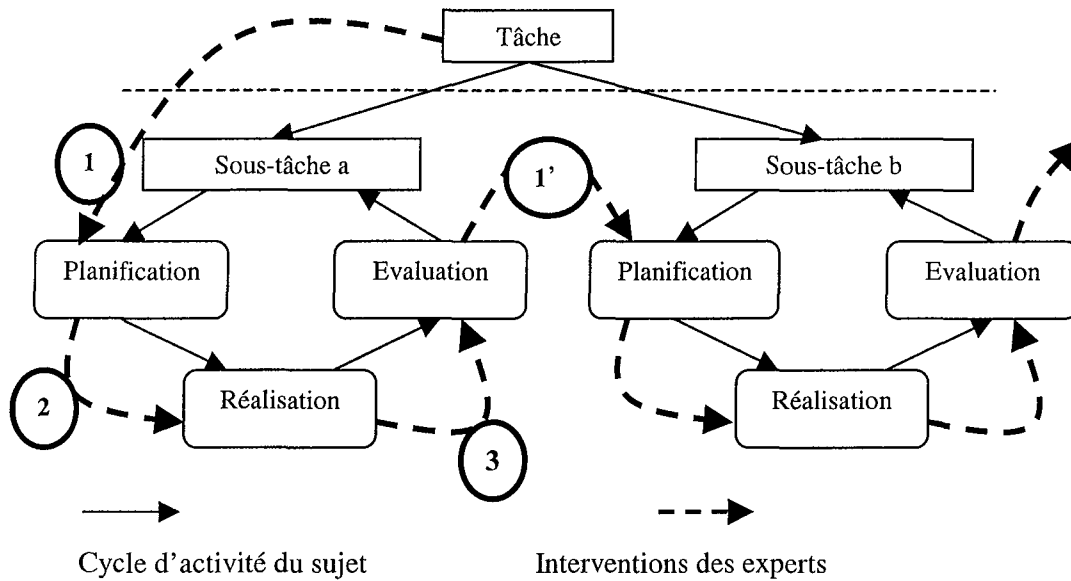 Tâche
1
Sous-tâche a
1’
Sous-tâche b
Planification
Evaluation
Planification
Evaluation
2
Réalisation
3
Réalisation
Cycle d’activité du sujet
Interventions des experts